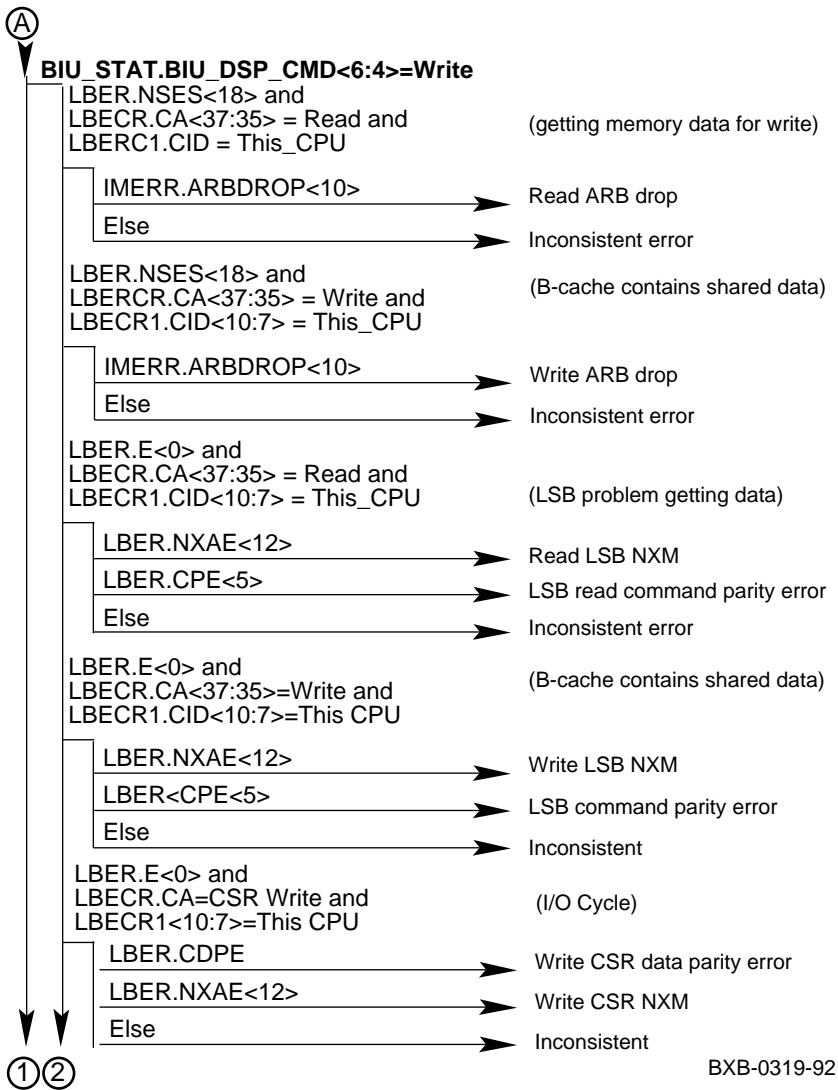 A
BIU_STAT.BIU_DSP_CMD<6:4>=Write
LBER.NSES<18> and
LBECR.CA<37:35> = Read and
LBERC1.CID = This_CPU
(getting memory data for write)
IMERR.ARBDROP<10>
Read ARB drop
Else
Inconsistent error
LBER.NSES<18> and
LBERCR.CA<37:35> = Write and
LBECR1.CID<10:7> = This_CPU
(B-cache contains shared data)
IMERR.ARBDROP<10>
Write ARB drop
Else
Inconsistent error
LBER.E<0> and
LBECR.CA<37:35> = Read and
LBECR1.CID<10:7> = This_CPU
(LSB problem getting data)
LBER.NXAE<12>
Read LSB NXM
LBER.CPE<5>
LSB read command parity error
Else
Inconsistent error
LBER.E<0> and
LBECR.CA<37:35>=Write and
LBECR1.CID<10:7>=This CPU
(B-cache contains shared data)
LBER.NXAE<12>
Write LSB NXM
LBER<CPE<5>
LSB command parity error
Else
Inconsistent
LBER.E<0> and
LBECR.CA=CSR Write and
LBECR1<10:7>=This CPU
(I/O Cycle)
LBER.CDPE
Write CSR data parity error
LBER.NXAE<12>
Write CSR NXM
Else
Inconsistent
1 2
BXB-0319-92